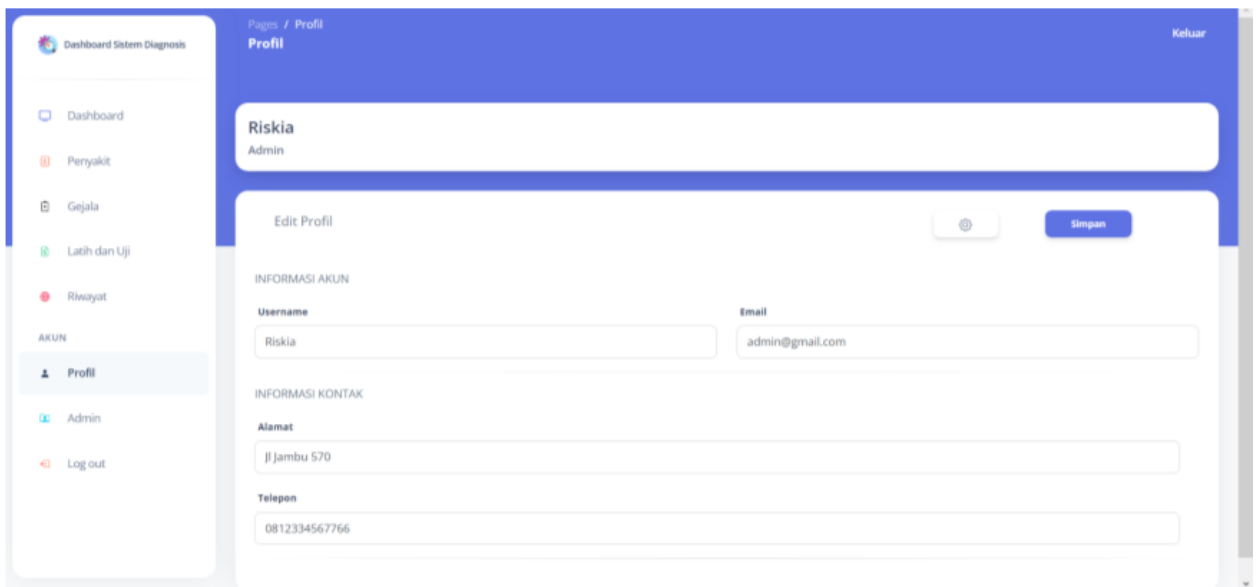 Dashboard Sistem Diagnosis
Dashboard
Penyakit
Gejala
Latih dan Uji
Riwayat
AKUN
Profil
Admin
Log out
Pages / Profil
Profil
Keluar
Riskia
Admin
Edit Profil
Simpan
INFORMASI AKUN
Username
Email
Riskia
admin@gmail.com
INFORMASI KONTAK
Alamat
Jl Jambu 570
Telepon
0812334567766